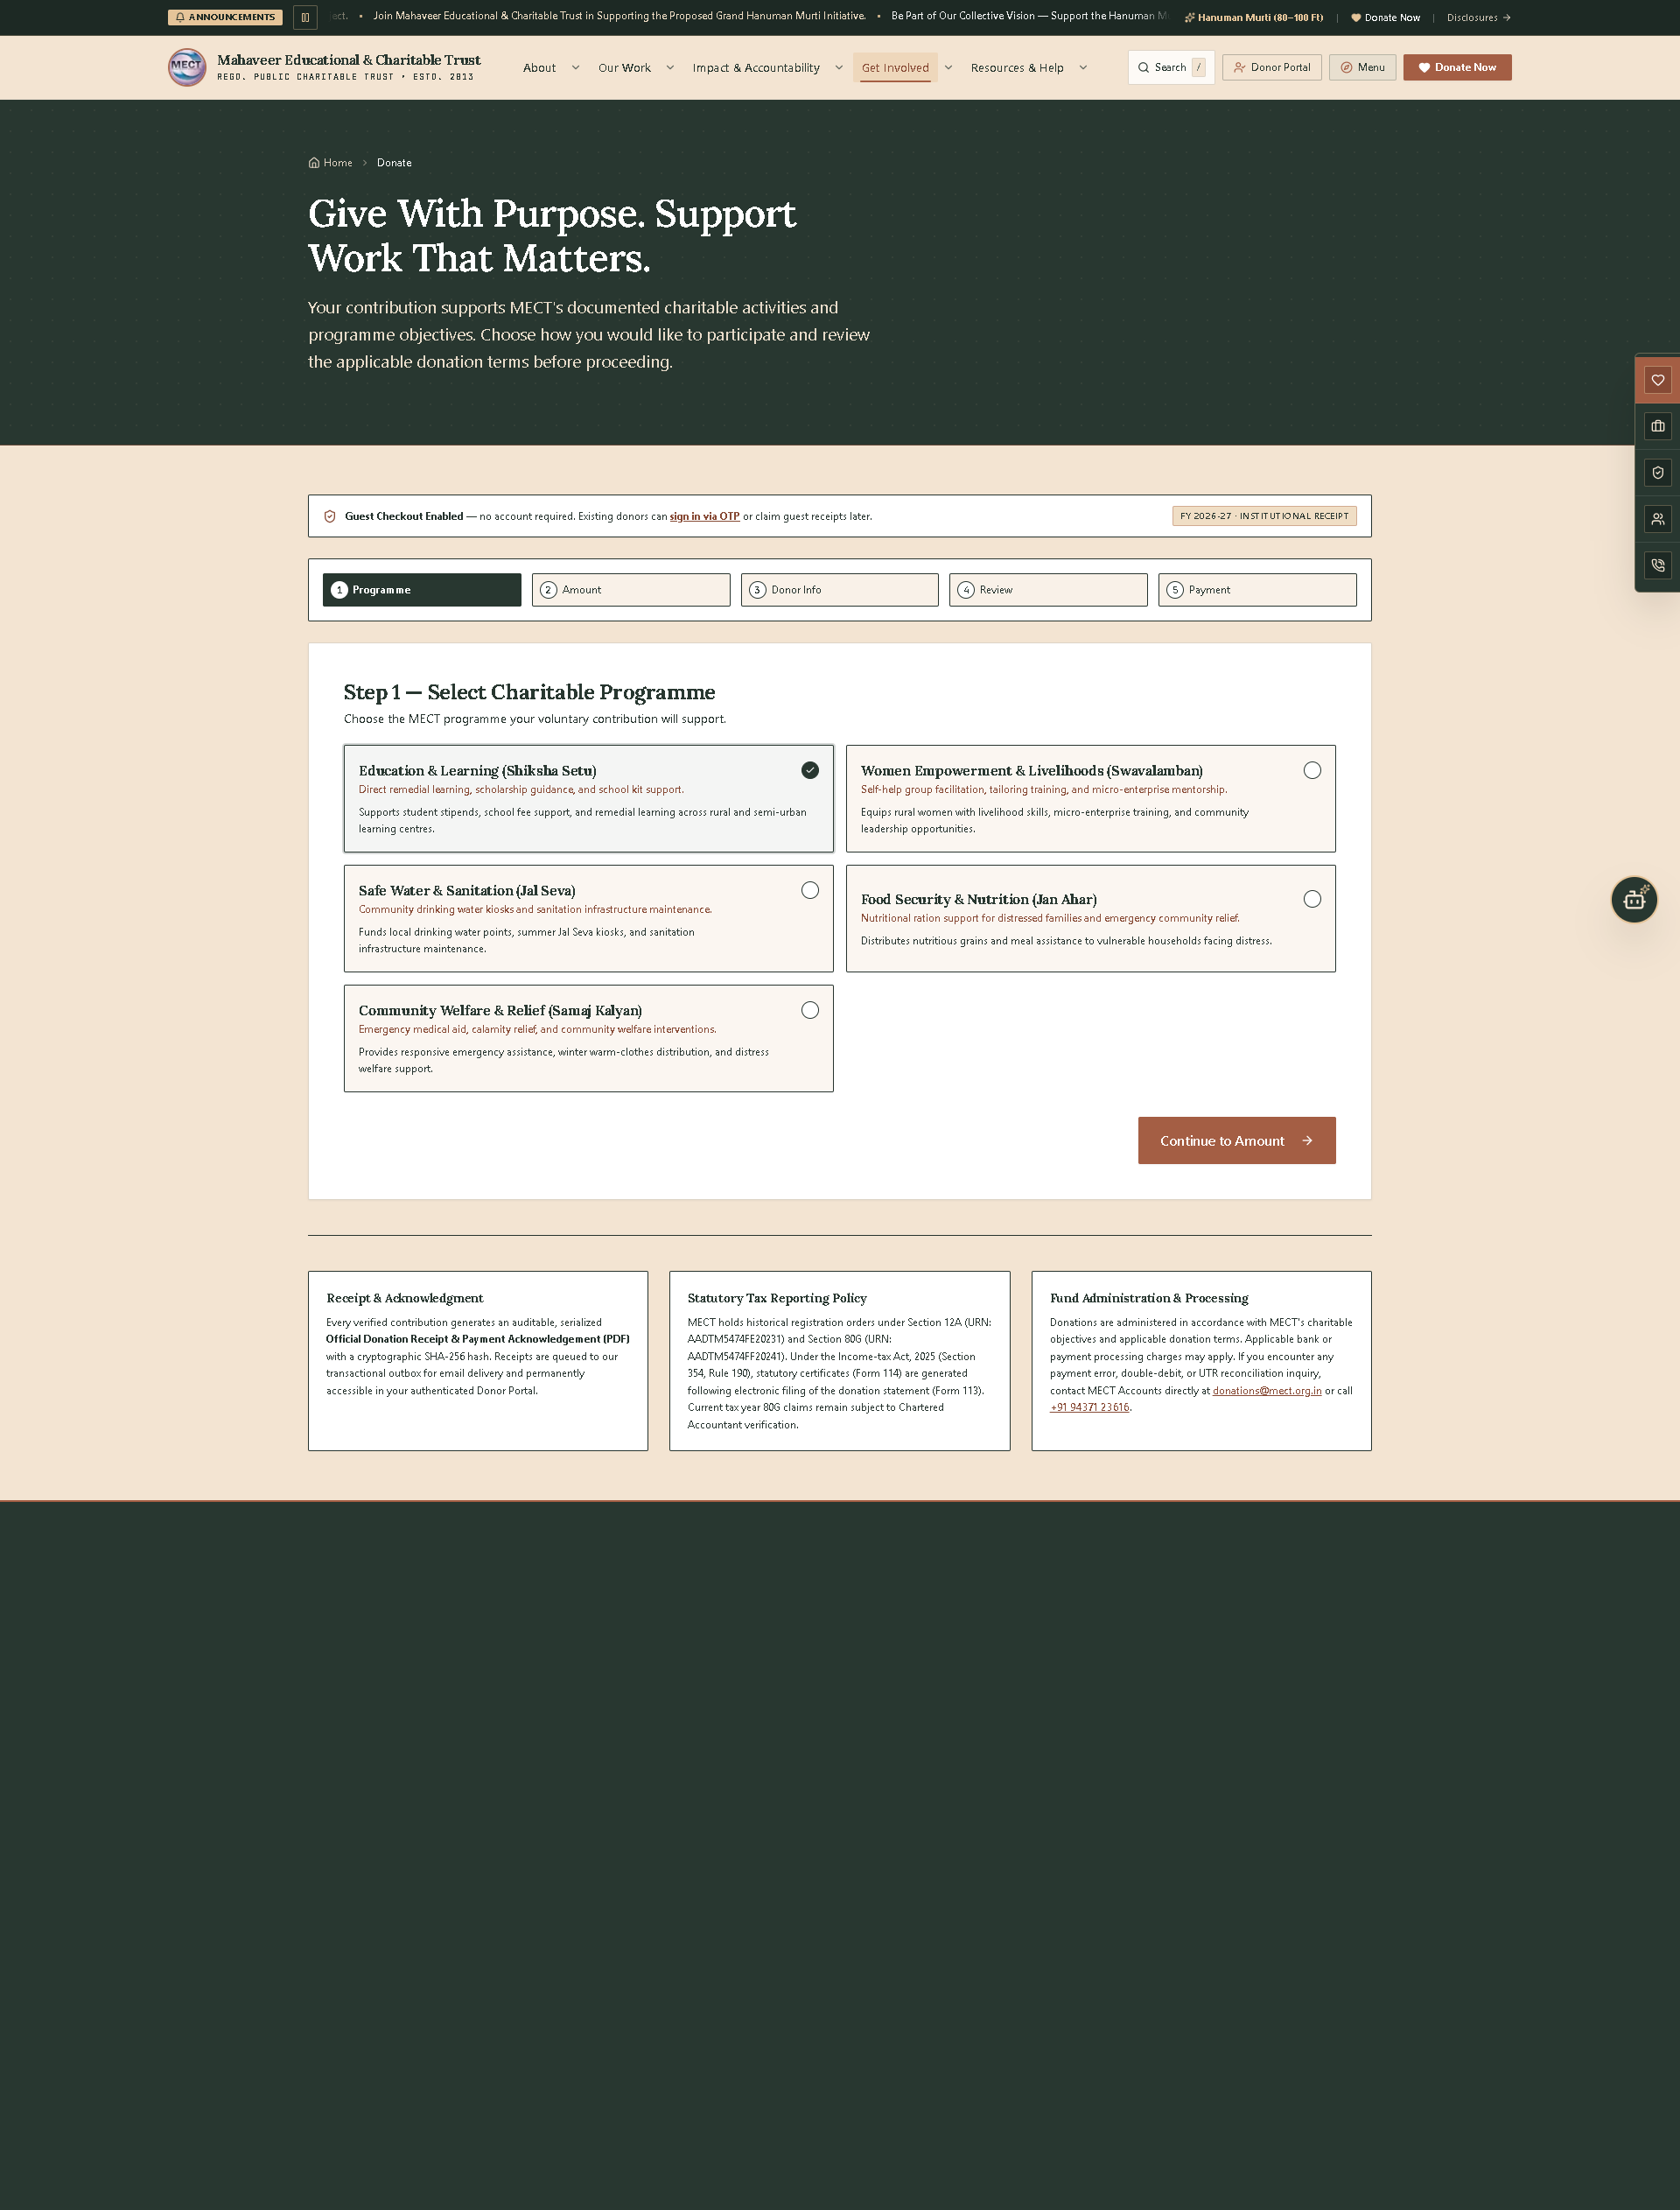 ANNOUNCEMENTS
ect. • Join Mahaveer Educational & Charitable Trust in Supporting the Proposed Grand Hanuman Murti Initiative. • Be Part of Our Collective Vision — Support the Hanuman
Hanuman Murti (80–100 Ft) | Donate Now | Disclosures →
MECT
Mahaveer Educational & Charitable Trust
REGD. PUBLIC CHARITABLE TRUST • ESTD. 2013
About
Our Work
Impact & Accountability
Get Involved
Resources & Help
Search /
Donor Portal
Menu
Donate Now
Home > Donate
Give With Purpose. Support
Work That Matters.
Your contribution supports MECT's documented charitable activities and
programme objectives. Choose how you would like to participate and review
the applicable donation terms before proceeding.
Guest Checkout Enabled — no account required. Existing donors can sign in via OTP or claim guest receipts later.
FY 2026-27 · INSTITUTIONAL RECEIPT
1 Programme
2 Amount
3 Donor Info
4 Review
5 Payment
Step 1 — Select Charitable Programme
Choose the MECT programme your voluntary contribution will support.
Education & Learning (Shiksha Setu)
Direct remedial learning, scholarship guidance, and school kit support.
Supports student stipends, school fee support, and remedial learning across rural and semi-urban
learning centres.
Women Empowerment & Livelihoods (Swavalamban)
Self-help group facilitation, tailoring training, and micro-enterprise mentorship.
Equips rural women with livelihood skills, micro-enterprise training, and community
leadership opportunities.
Safe Water & Sanitation (Jal Seva)
Community drinking water kiosks and sanitation infrastructure maintenance.
Funds local drinking water points, summer Jal Seva kiosks, and sanitation
infrastructure maintenance.
Food Security & Nutrition (Jan Ahar)
Nutritional ration support for distressed families and emergency community relief.
Distributes nutritious grains and meal assistance to vulnerable households facing distress.
Community Welfare & Relief (Samaj Kalyan)
Emergency medical aid, calamity relief, and community welfare interventions.
Provides responsive emergency assistance, winter warm-clothes distribution, and distress
welfare support.
Continue to Amount →
Receipt & Acknowledgment
Every verified contribution generates an auditable, serialized
Official Donation Receipt & Payment Acknowledgement (PDF)
with a cryptographic SHA-256 hash. Receipts are queued to our
transactional outbox for email delivery and permanently
accessible in your authenticated Donor Portal.
Statutory Tax Reporting Policy
MECT holds historical registration orders under Section 12A (URN:
AADTM5474FE20231) and Section 80G (URN:
AADTM5474FF20241). Under the Income-tax Act, 2025 (Section
354, Rule 190), statutory certificates (Form 114) are generated
following electronic filing of the donation statement (Form 113).
Current tax year 80G claims remain subject to Chartered
Accountant verification.
Fund Administration & Processing
Donations are administered in accordance with MECT's charitable
objectives and applicable donation terms. Applicable bank or
payment processing charges may apply. If you encounter any
payment error, double-debit, or UTR reconciliation inquiry,
contact MECT Accounts directly at donations@mect.org.in or call
+91 94371 23616.